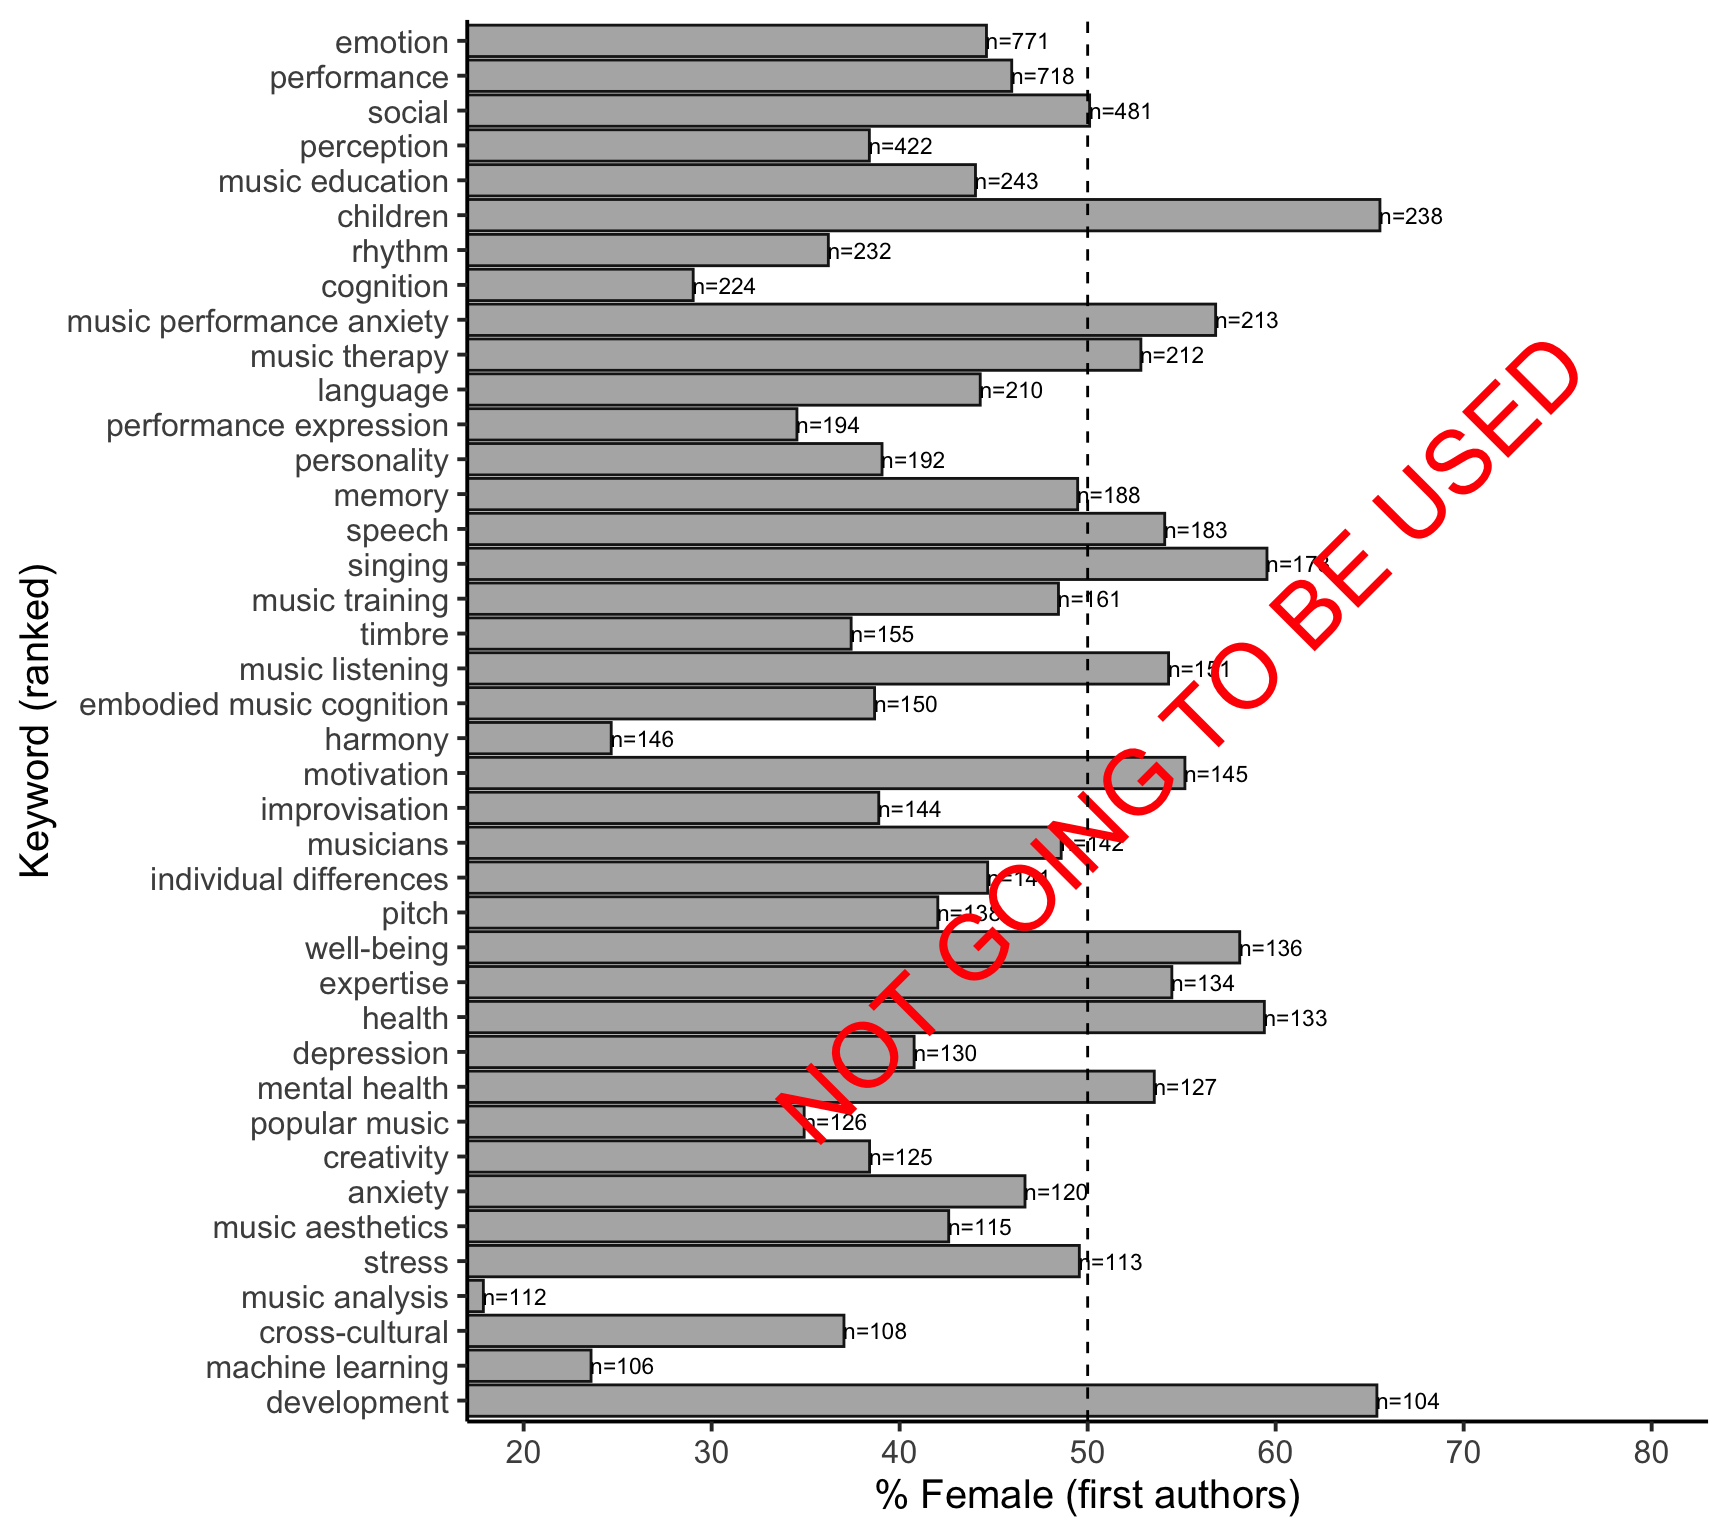 emotion n=771
performance n=718
social n=481
perception n=422
music education n=243
children n=238
rhythm n=232
cognition n=224
music performance anxiety n=213
music therapy n=212
language n=210
performance expression n=194
personality n=192
memory n=188
speech n=183
singing
music training n=161
timbre n=155
music listening n=151
embodied music cognition n=150
harmony n=146
motivation n=145
improvisation n=144
musicians n=142
individual differences n=141
pitch n=138
well-being n=136
expertise n=134
health n=133
depression n=130
mental health n=127
popular music n=126
creativity n=125
anxiety n=120
music aesthetics n=115
stress n=113
music analysis n=112
cross-cultural n=108
machine learning n=106
development n=104
20 30 40 50 60 70 80
% Female (first authors)
Keyword (ranked)
NOT GOING TO BE USED